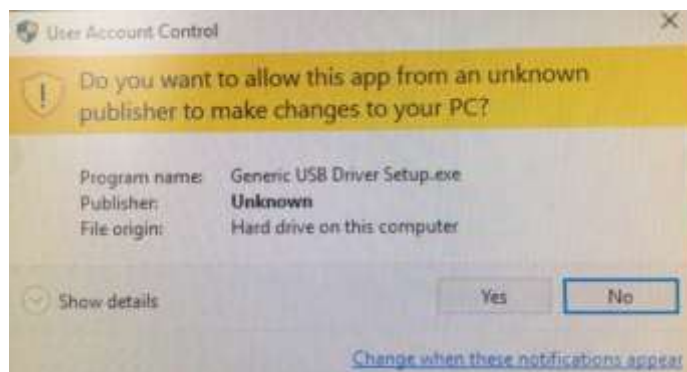 User Account Control
Do you want to allow this app from an unknown
publisher to make changes to your PC?
Program name: Generic USB Driver Setup.exe
Publisher: Unknown
File origin: Hard drive on this computer
Show details
Yes
No
Change when these notifications appear